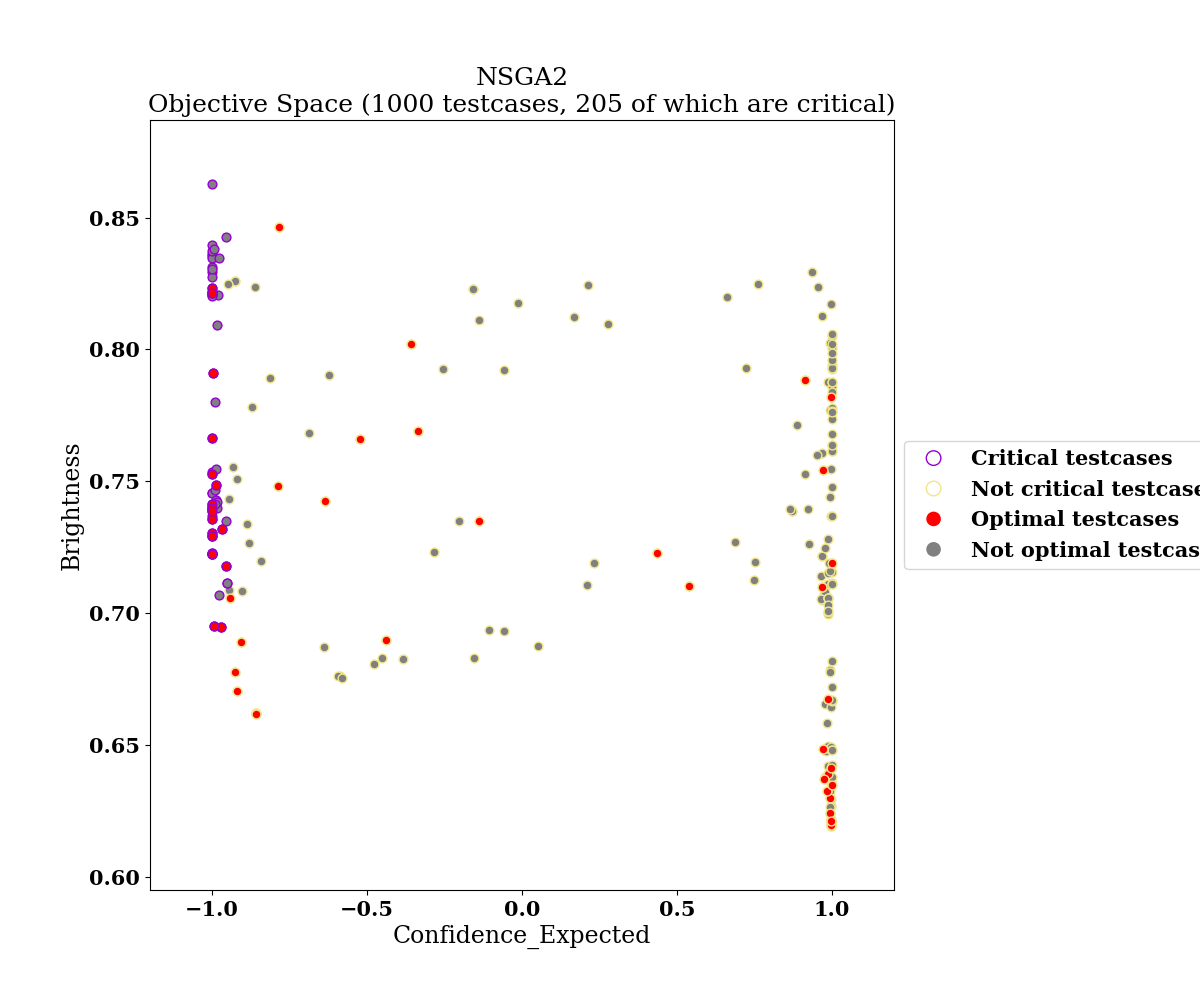 NSGA2
Objective Space (1000 testcases, 205 of which are critical)
0.85
0.80
0.75
0.70
0.65
0.60
Brightness
−1.0
−0.5
0.0
0.5
1.0
Confidence_Expected
Critical testcases
Not critical testcase
Optimal testcases
Not optimal testcas